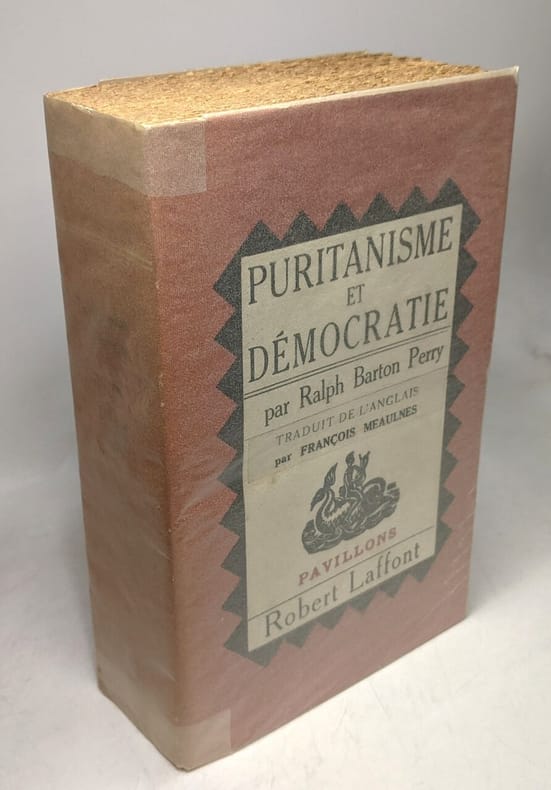 PURITANISME
ET
DÉMOCRATIE
par Ralph Barton Perry
TRADUIT DE L'ANGLAIS
par FRANÇOIS MEAULNES
PAVILLONS
Robert Laffont